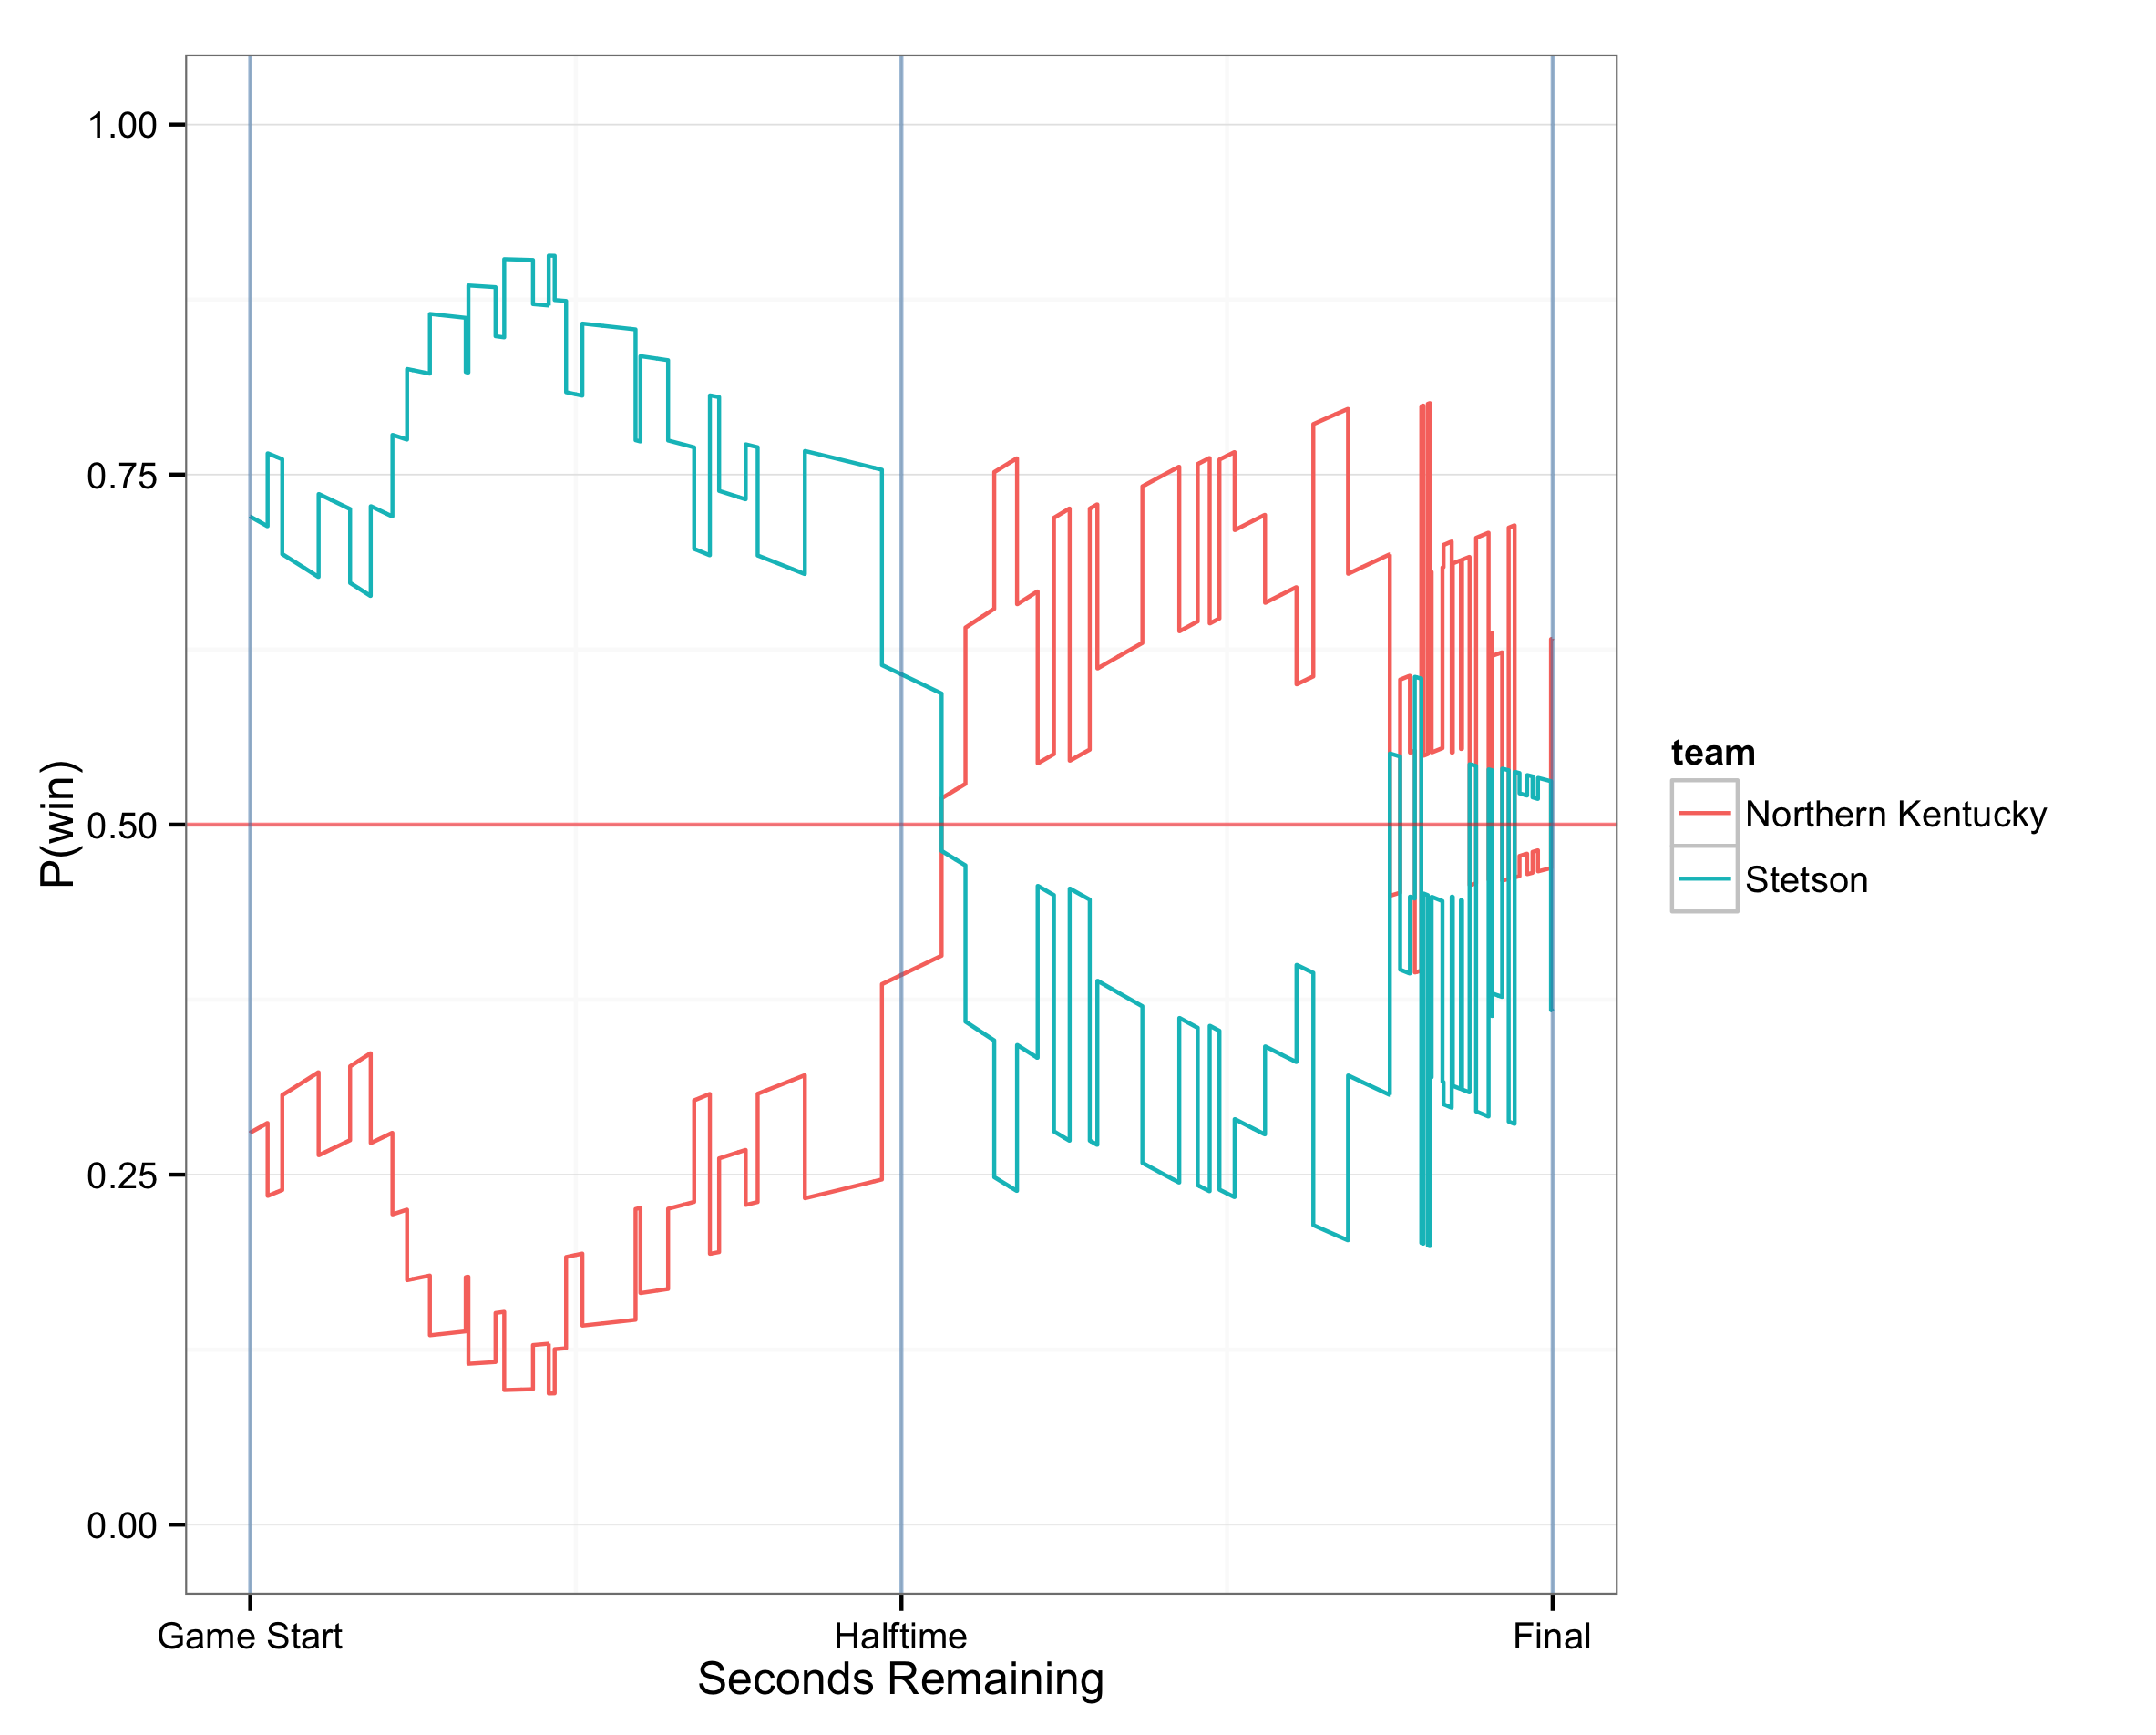 1.00
0.75
0.50
0.25
0.00
P(win)
Game Start
Halftime
Final
Seconds Remaining
team
Northern Kentucky
Stetson